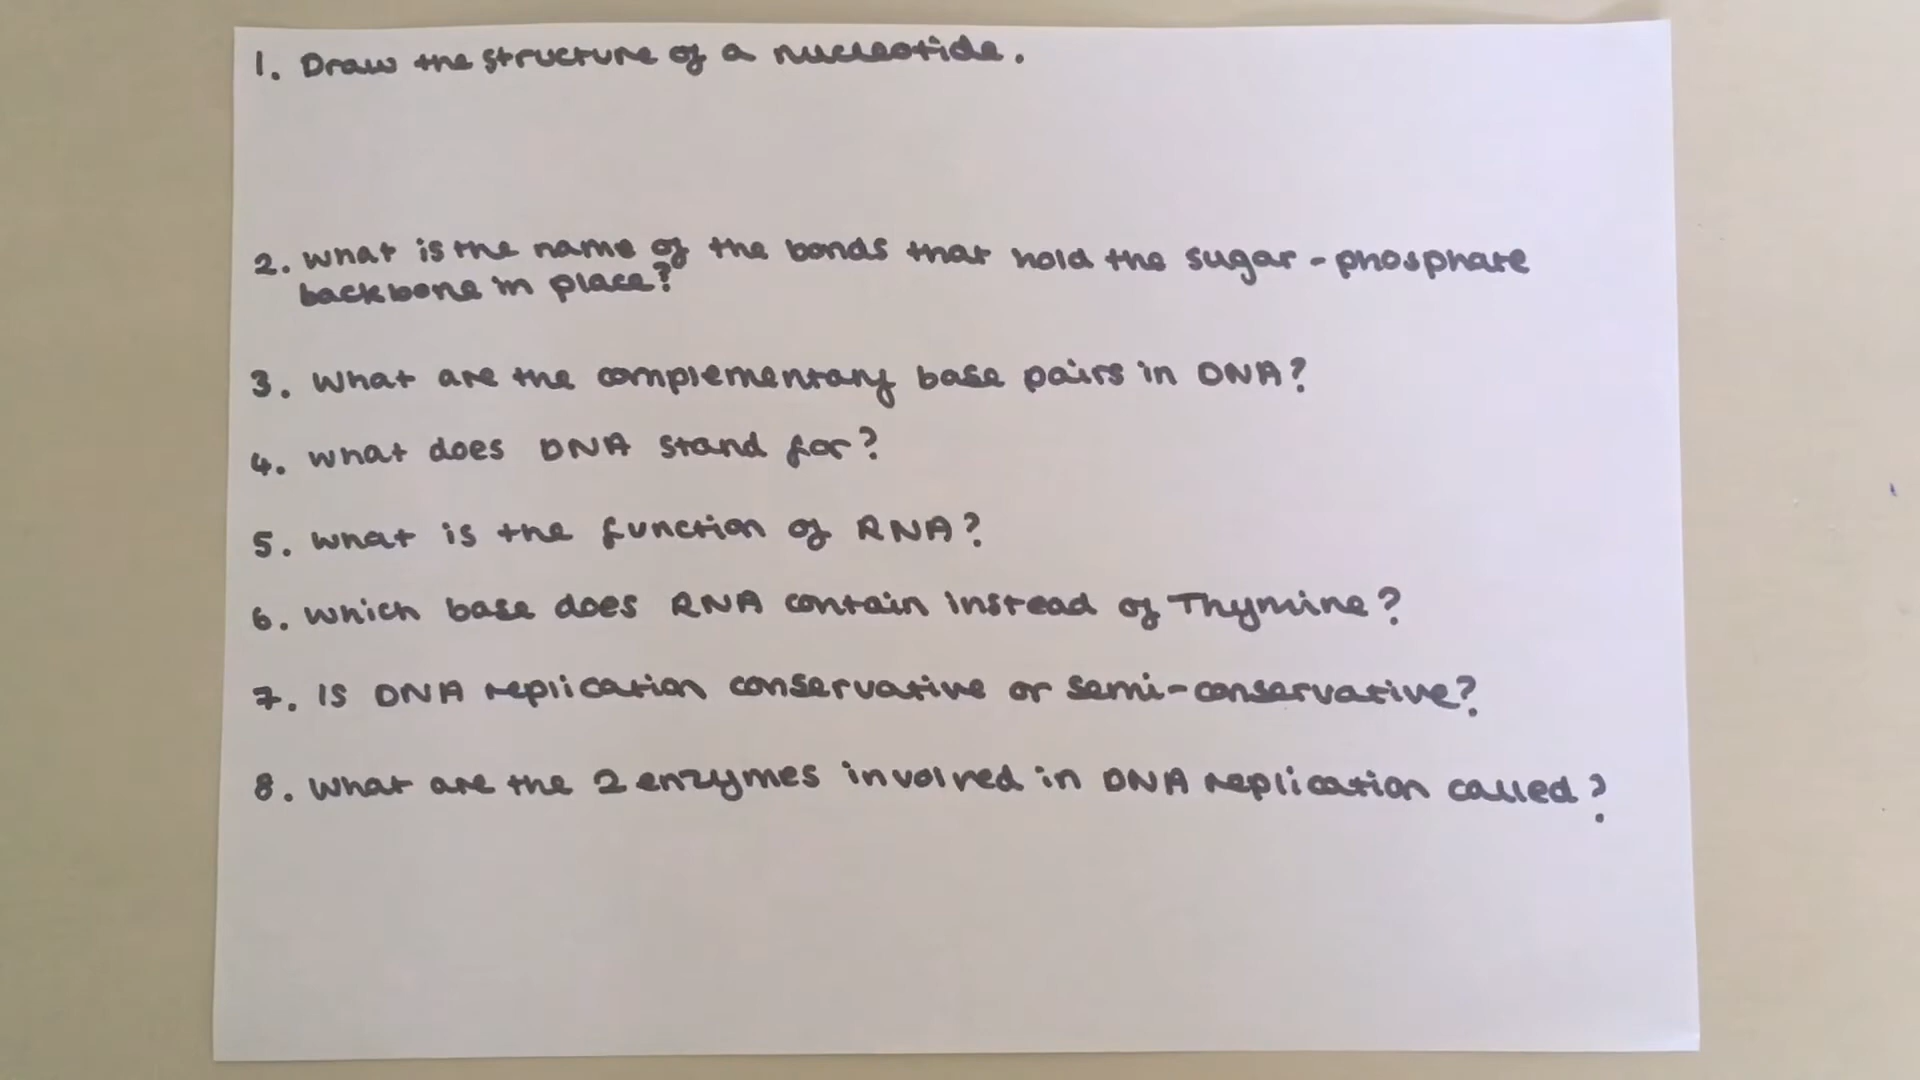 1. Draw the structure of a nucleotide.
2. What is the name of the bonds that hold the sugar-phosphate
backbone in place?
3. What are the complementary base pairs in DNA?
4. What does DNA stand for?
5. What is the function of RNA?
6. Which base does RNA contain instead of Thymine?
7. Is DNA replication conservative or semi-conservative?
8. What are the 2 enzymes involved in DNA replication called?